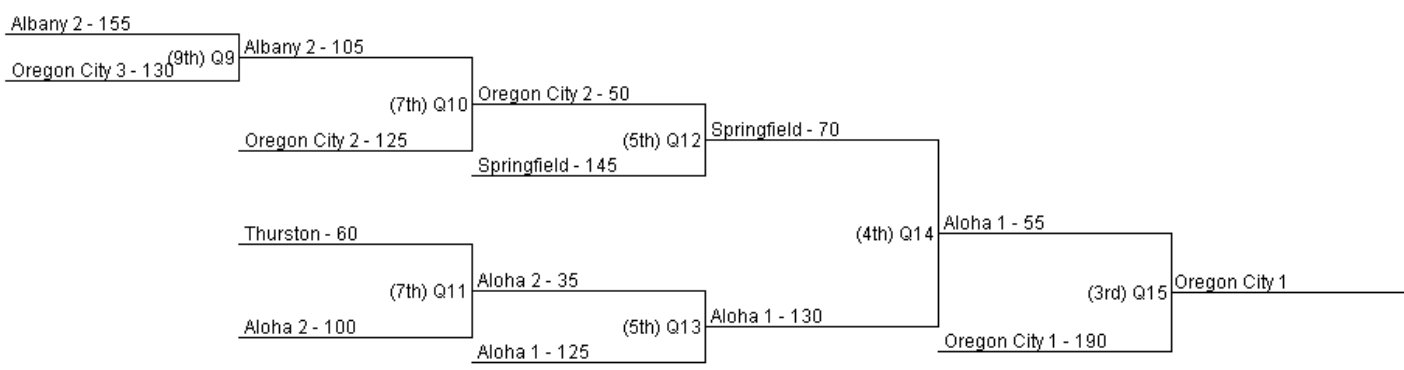 Albany 2 - 155
(9th) Q9
Albany 2 - 105
Oregon City 3 - 130
(7th) Q10
Oregon City 2 - 50
Oregon City 2 - 125
(5th) Q12
Springfield - 70
Springfield - 145
Thurston - 60
(4th) Q14
Aloha 1 - 55
(7th) Q11
Aloha 2 - 35
(3rd) Q15
Oregon City 1
Aloha 2 - 100
(5th) Q13
Aloha 1 - 130
Aloha 1 - 125
Oregon City 1 - 190